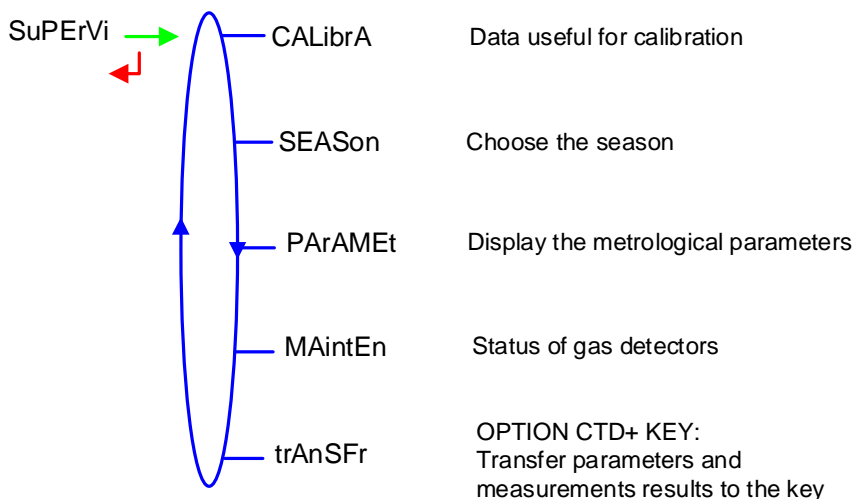 SuPErVi
CALibrA Data useful for calibration
SEASon Choose the season
PArAMEt Display the metrological parameters
MAintEn Status of gas detectors
trAnSFr OPTION CTD+ KEY:
Transfer parameters and
measurements results to the key